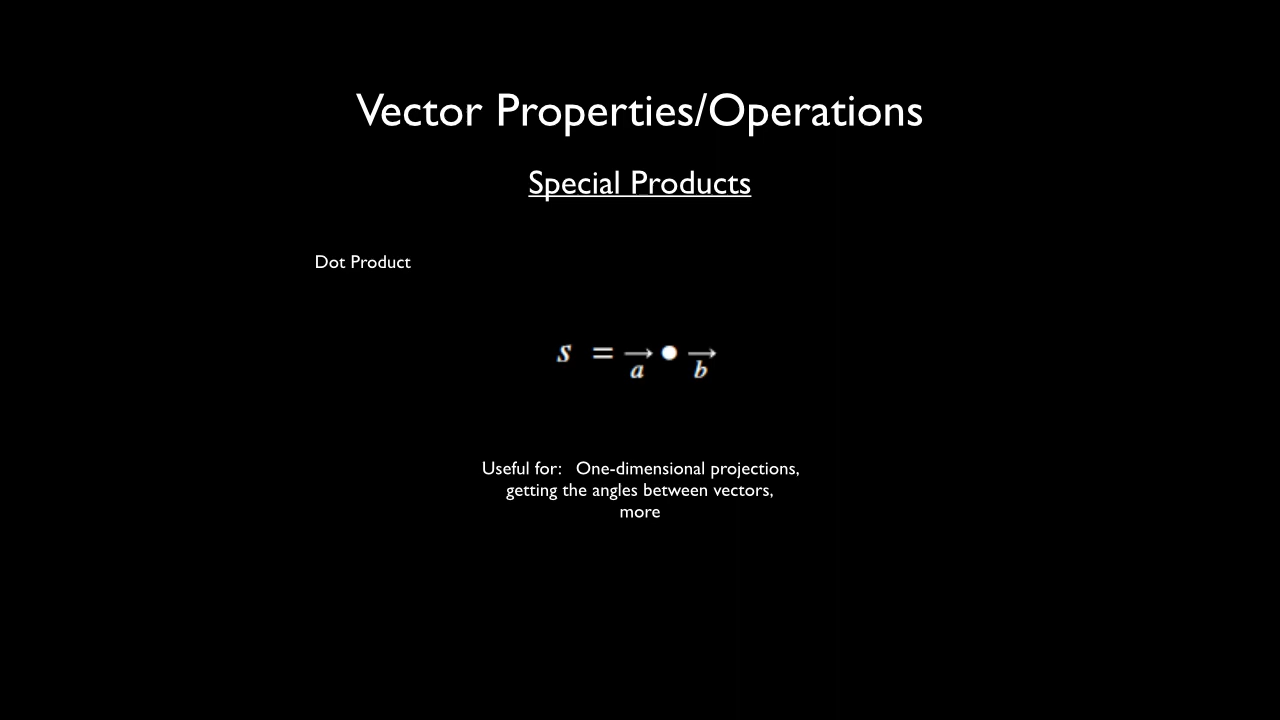 Vector Properties/Operations
Special Products
Dot Product
s = →a • →b
Useful for: One-dimensional projections,
getting the angles between vectors,
more